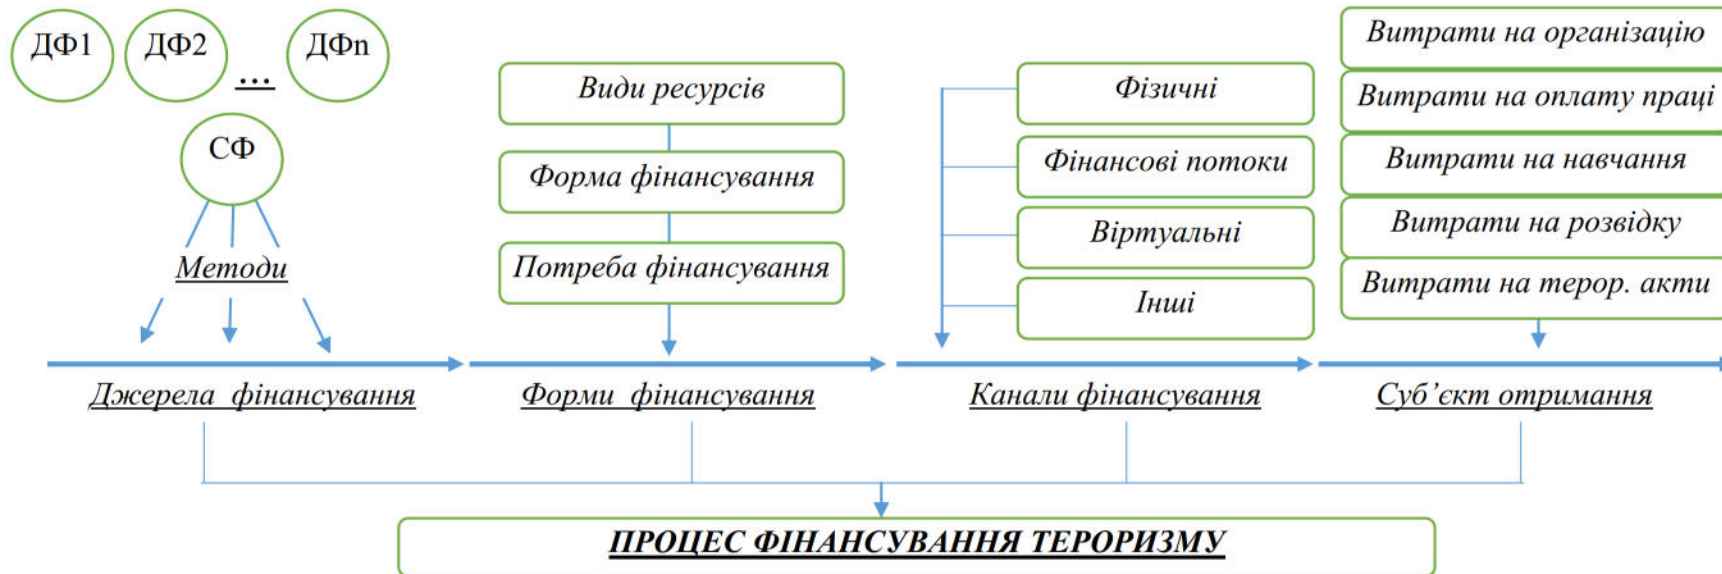 ДФ1
ДФ2
...
ДФn
СФ
Методи
Джерела фінансування
Види ресурсів
Форма фінансування
Потреба фінансування
Форми фінансування
Фізичні
Фінансові потоки
Віртуальні
Інші
Канали фінансування
Витрати на організацію
Витрати на оплату праці
Витрати на навчання
Витрати на розвідку
Витрати на терор. акти
Суб’єкт отримання
ПРОЦЕС ФІНАНСУВАННЯ ТЕРОРИЗМУ